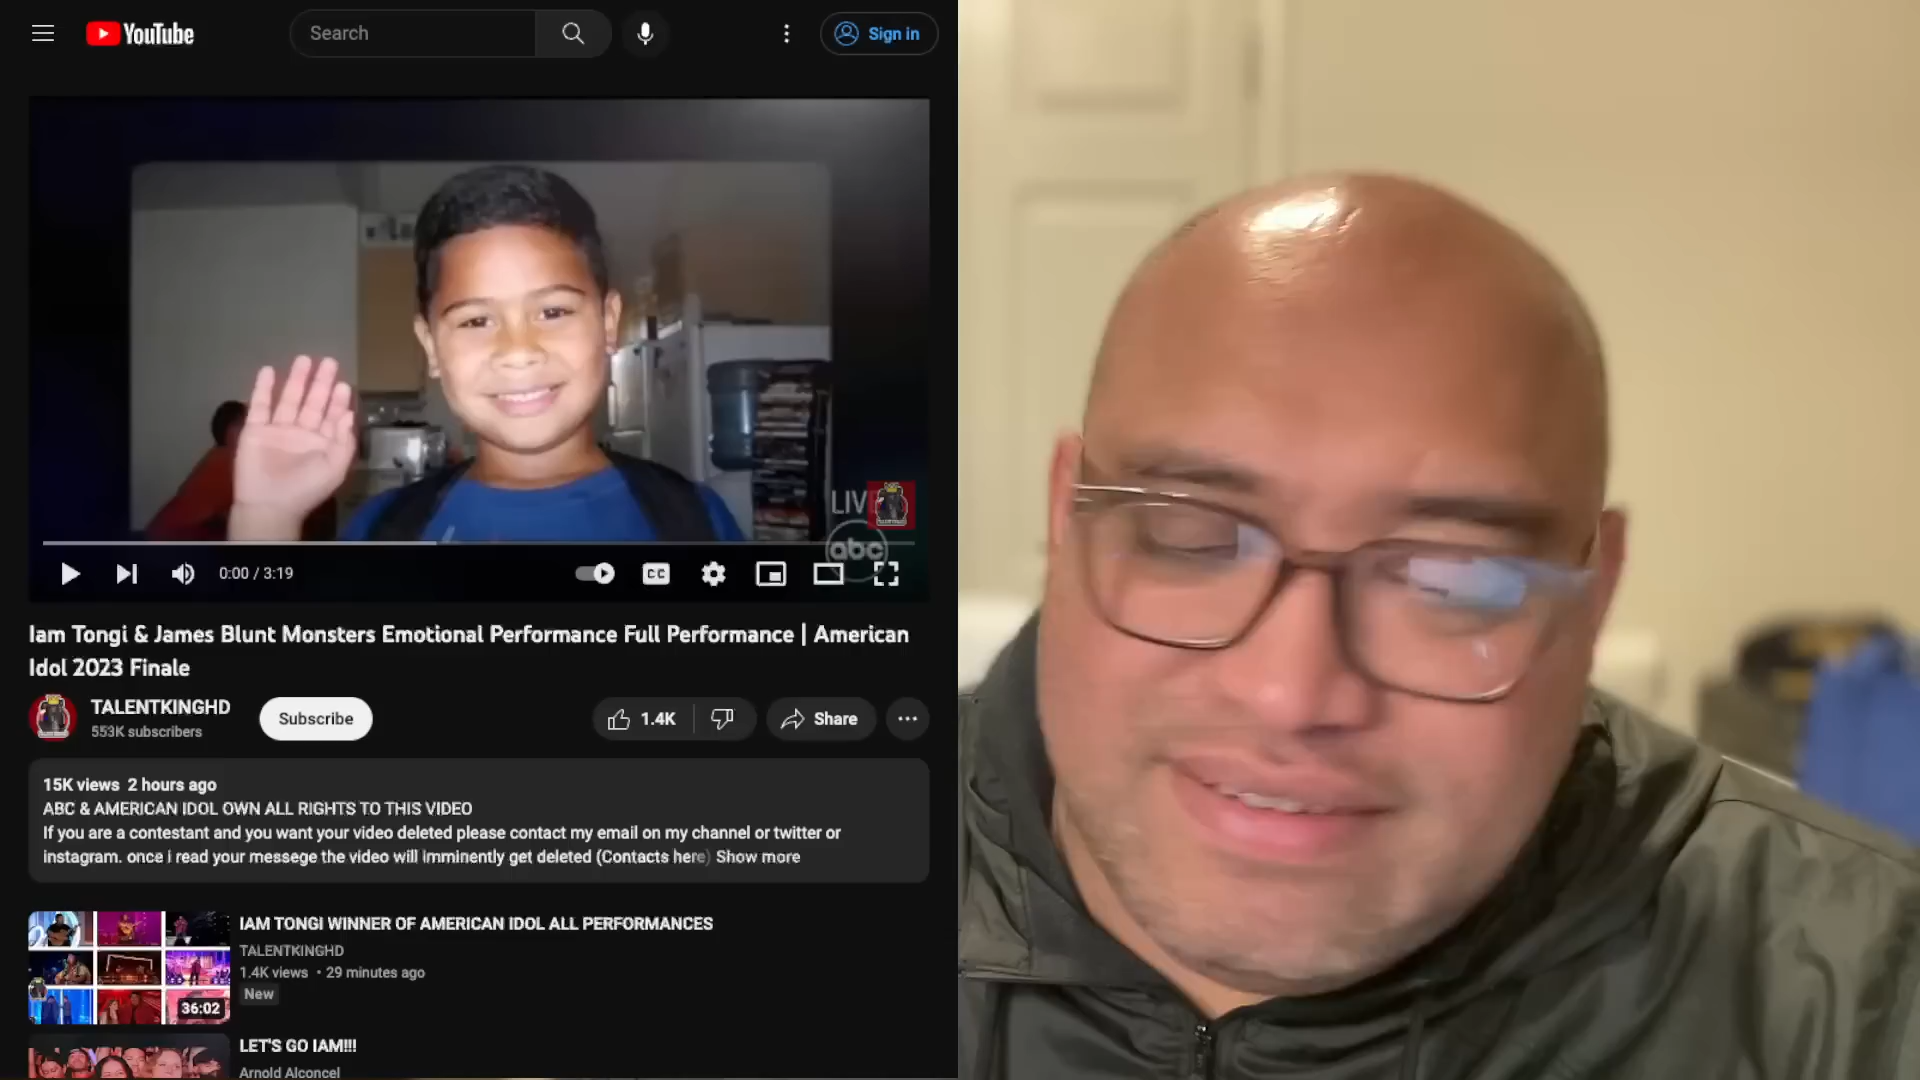 YouTube
Search
Sign in
LIVE
abc
0:00 / 3:19
CC
Iam Tongi & James Blunt Monsters Emotional Performance Full Performance | American
Idol 2023 Finale
TALENTKINGHD
553K subscribers
Subscribe
1.4K
Share
15K views 2 hours ago
ABC & AMERICAN IDOL OWN ALL RIGHTS TO THIS VIDEO
If you are a contestant and you want your video deleted please contact my email on my channel or twitter or
instagram. once i read your messege the video will imminently get deleted (Contacts here) Show more
36:02
IAM TONGI WINNER OF AMERICAN IDOL ALL PERFORMANCES
TALENTKINGHD
1.4K views • 29 minutes ago
New
LET'S GO IAM!!!
Arnold Alconcel